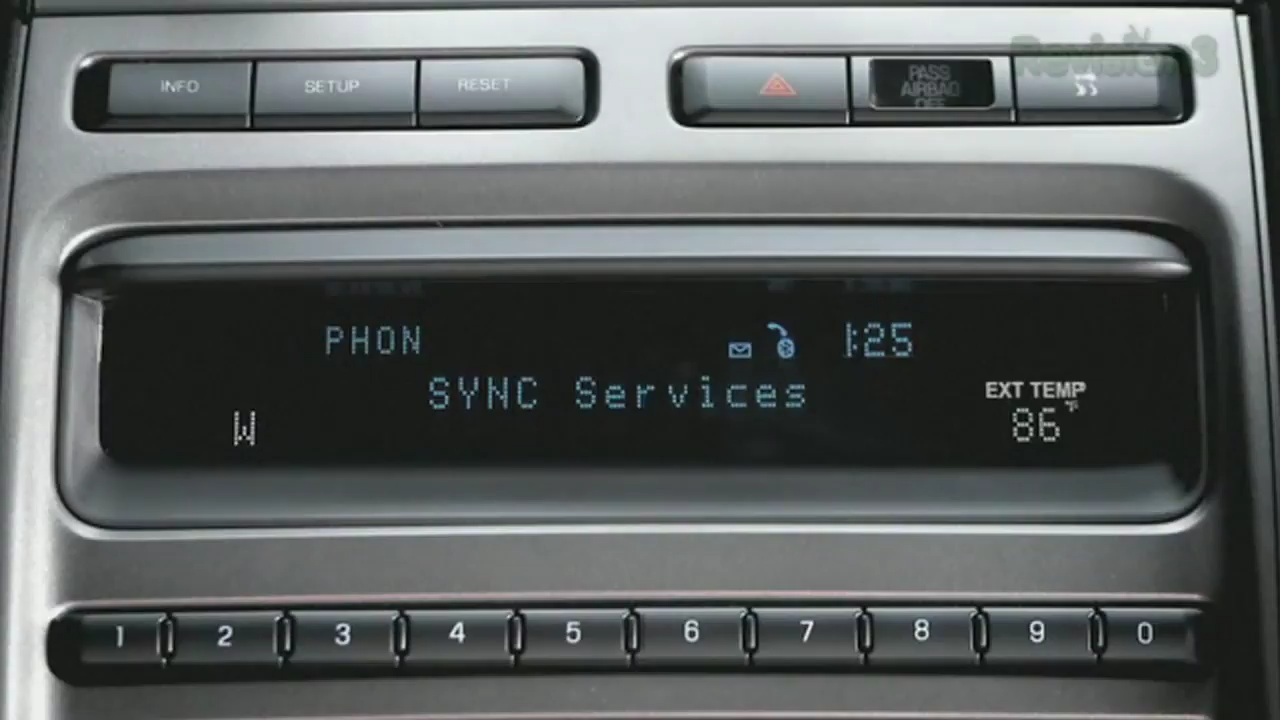 Revision3
INFO SETUP RESET
PASS
AIRBAG
OFF
PHON 1:25
SYNC Services
EXT TEMP
W 86°F
1 2 3 4 5 6 7 8 9 0